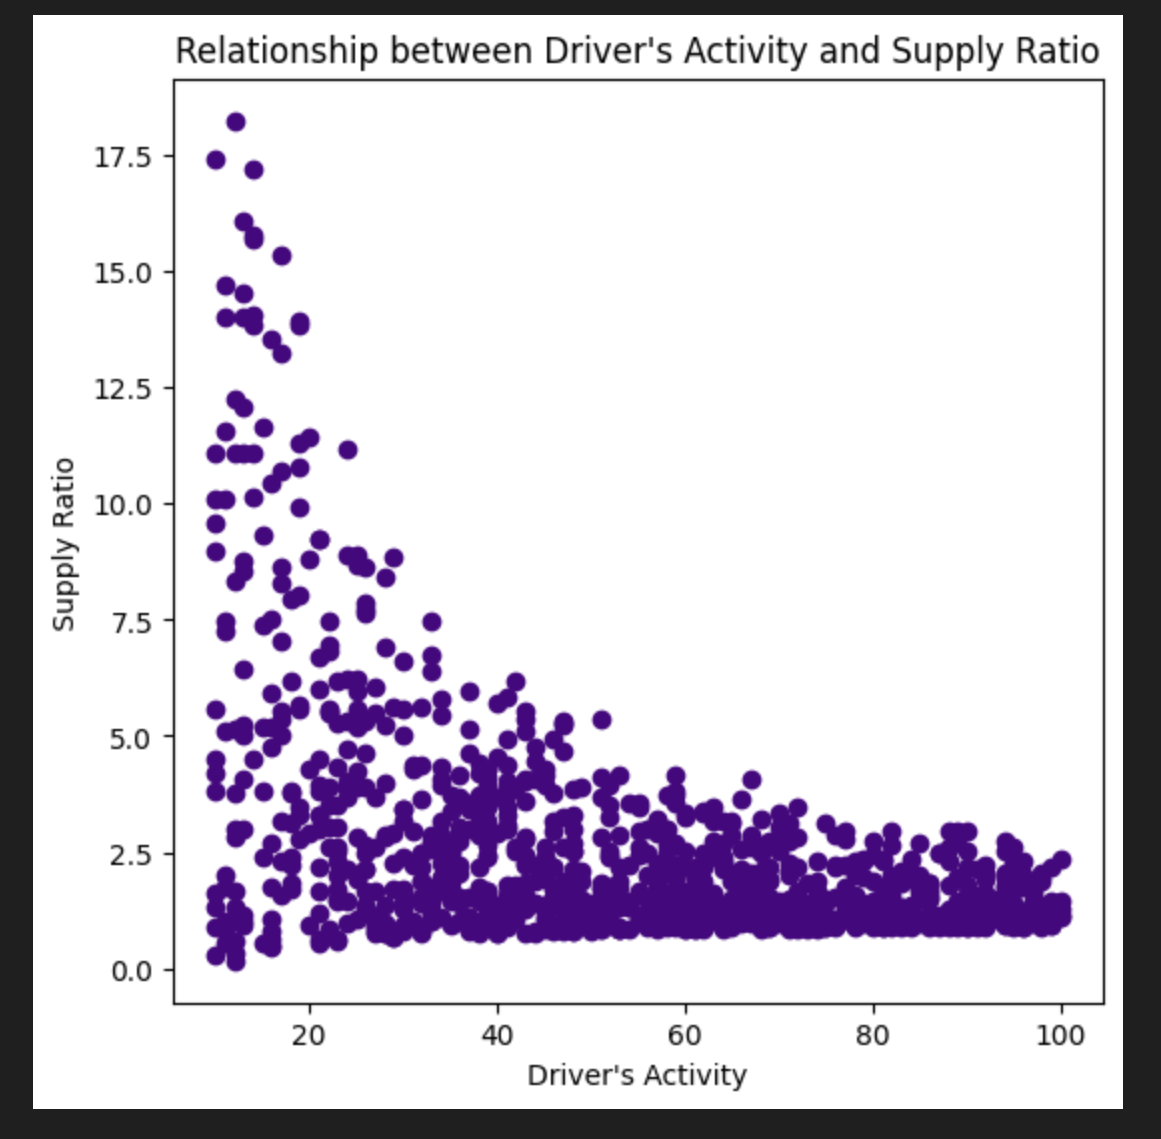 Relationship between Driver's Activity and Supply Ratio
17.5
15.0
12.5
10.0
7.5
5.0
2.5
0.0
Supply Ratio
20 40 60 80 100
Driver's Activity